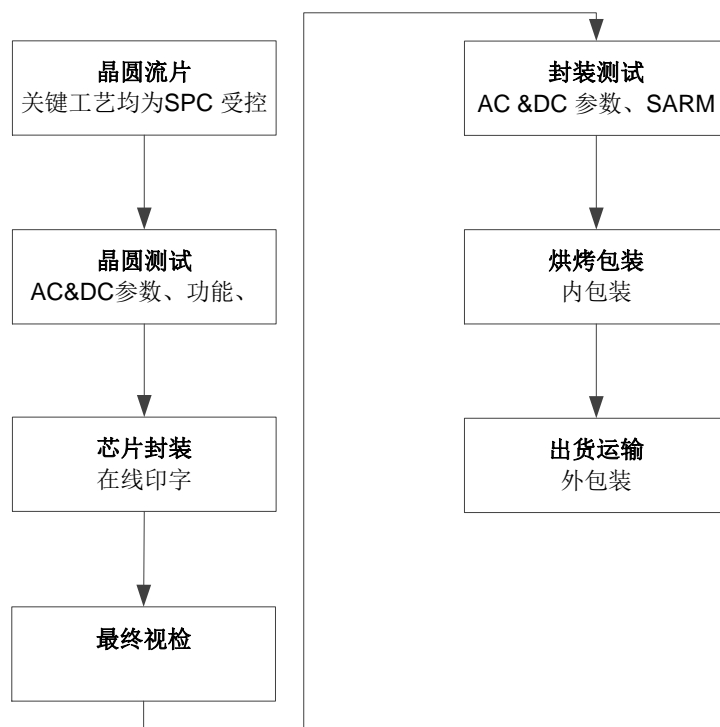 晶圆流片
关键工艺均为SPC 受控
晶圆测试
AC&DC参数、功能、
芯片封装
在线印字
最终视检
封装测试
AC &DC 参数、SARM
烘烤包装
内包装
出货运输
外包装